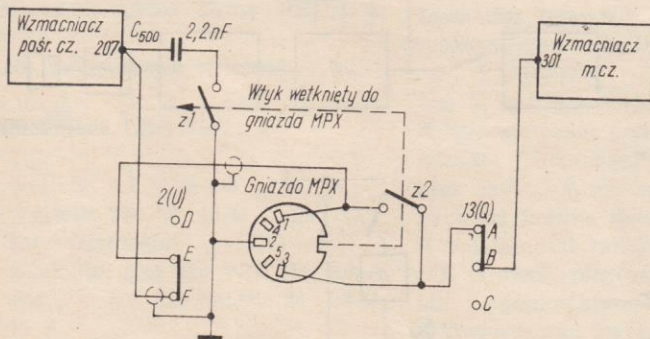 Wzmacniacz
pośr. cz. 207
C500
2,2nF
Wzmacniacz
301
m.cz.
Wtyk wetknięty do
gniazda MPX
z1
Gniazdo MPX
z2
2(U)
D
E
F
1
4
2
5
3
13(Q)
A
B
C